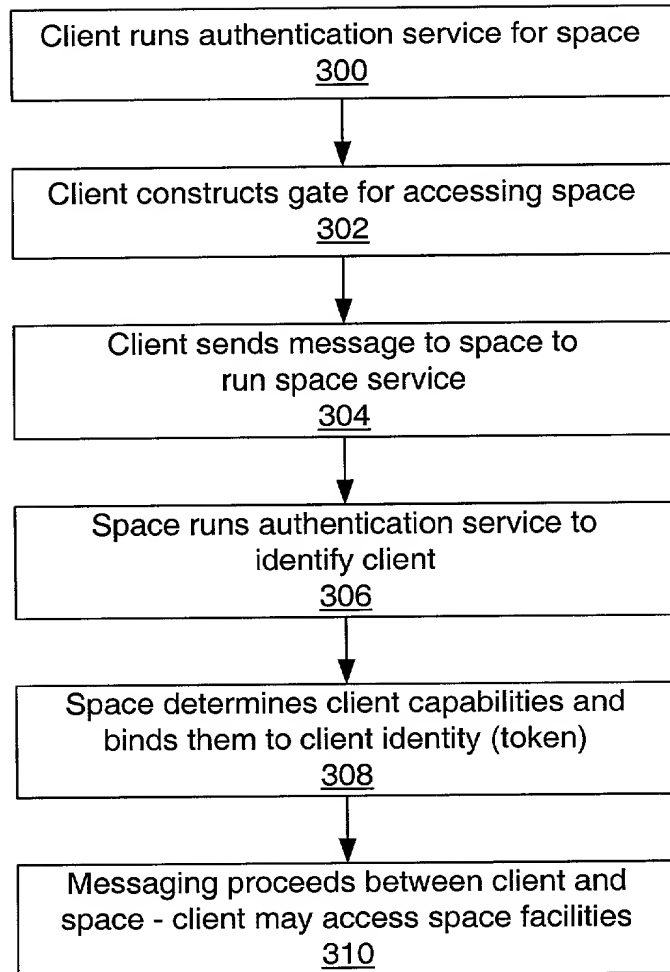 Client runs authentication service for space
300
Client constructs gate for accessing space
302
Client sends message to space to
run space service
304
Space runs authentication service to
identify client
306
Space determines client capabilities and
binds them to client identity (token)
308
Messaging proceeds between client and
space - client may access space facilities
310